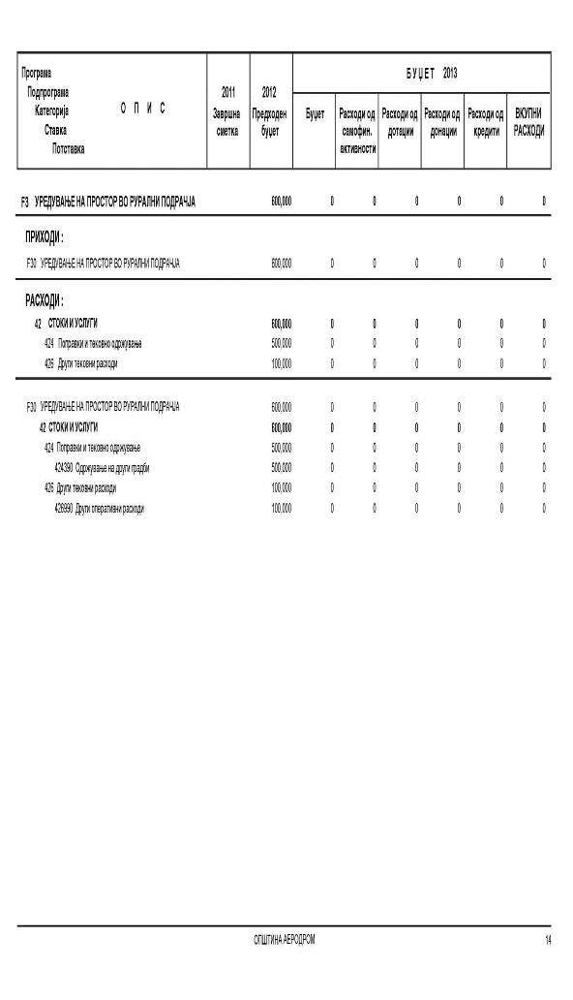 Програма
Подпрограма
Категорија
Ставка
Потставка
О П И С
2011
Завршна
сметка
2012
Предходен
буџет
Б У Џ Е Т 2013
Буџет
Расходи од
самофин.
активности
Расходи од
дотации
Расходи од
донации
Расходи од
кредити
ВКУПНИ
РАСХОДИ
F3 УРЕДУВАЊЕ НА ПРОСТОР ВО РУРАЛНИ ПОДРАЧЈА 600,000 0 0 0 0 0 0
ПРИХОДИ :
F30 УРЕДУВАЊЕ НА ПРОСТОР ВО РУРАЛНИ ПОДРАЧЈА 600,000 0 0 0 0 0 0
РАСХОДИ :
42 СТОКИ И УСЛУГИ 600,000 0 0 0 0 0 0
424 Поправки и тековно одржување 500,000 0 0 0 0 0 0
426 Други тековни расходи 100,000 0 0 0 0 0 0
F30 УРЕДУВАЊЕ НА ПРОСТОР ВО РУРАЛНИ ПОДРАЧЈА 600,000 0 0 0 0 0 0
42 СТОКИ И УСЛУГИ 600,000 0 0 0 0 0 0
424 Поправки и тековно одржување 500,000 0 0 0 0 0 0
424390 Одржување на други градби 500,000 0 0 0 0 0 0
426 Други тековни расходи 100,000 0 0 0 0 0 0
426990 Други оперативни расходи 100,000 0 0 0 0 0 0
ОПШТИНА АЕРОДРОМ 14